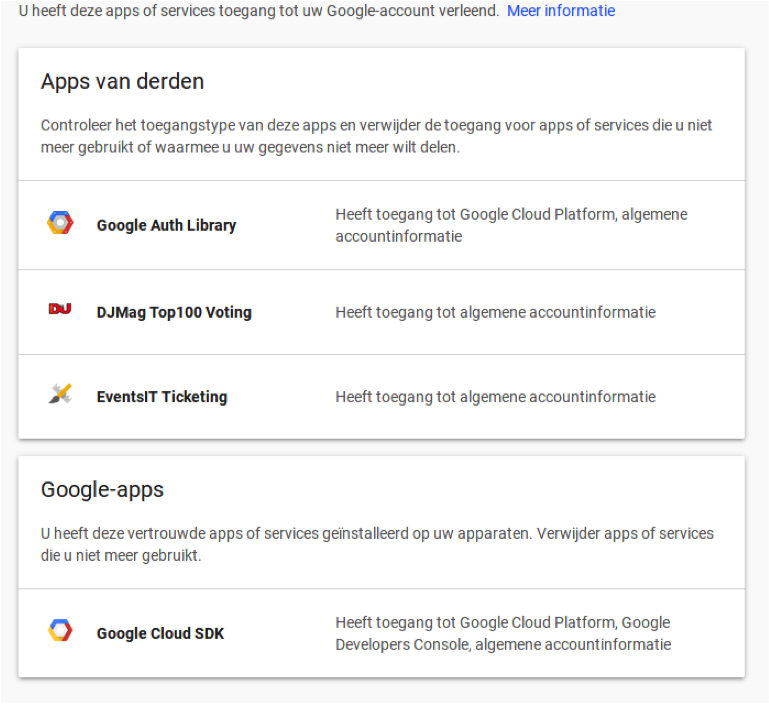 U heeft deze apps of services toegang tot uw Google-account verleend. Meer informatie
Apps van derden
Controleer het toegangstype van deze apps en verwijder de toegang voor apps of services die u niet
meer gebruikt of waarmee u uw gegevens niet meer wilt delen.
Google Auth Library
Heeft toegang tot Google Cloud Platform, algemene
accountinformatie
DJ
DJMag Top100 Voting
Heeft toegang tot algemene accountinformatie
EventsIT Ticketing
Heeft toegang tot algemene accountinformatie
Google-apps
U heeft deze vertrouwde apps of services geïnstalleerd op uw apparaten. Verwijder apps of services
die u niet meer gebruikt.
Google Cloud SDK
Heeft toegang tot Google Cloud Platform, Google
Developers Console, algemene accountinformatie